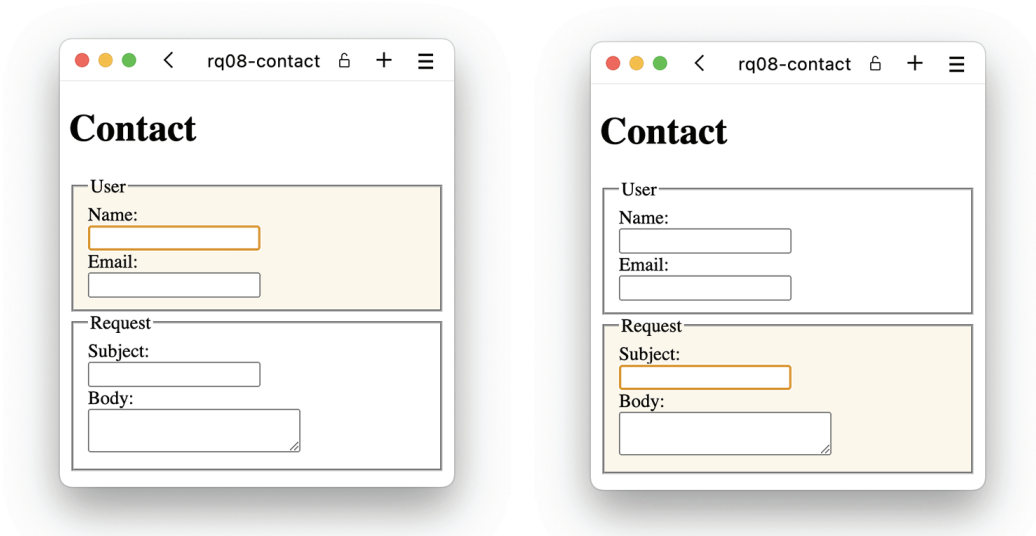 rq08-contact
Contact
User
Name:
Email:
Request
Subject:
Body:
rq08-contact
Contact
User
Name:
Email:
Request
Subject:
Body: